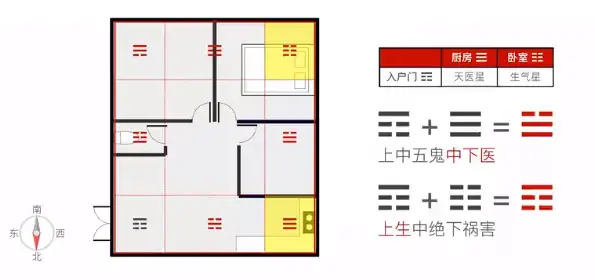 厨房 ☰ 卧室 ☷
入户门 ☶ 天医星 生气星
上中五鬼中下医
上生中绝下祸害
南
东 西
北